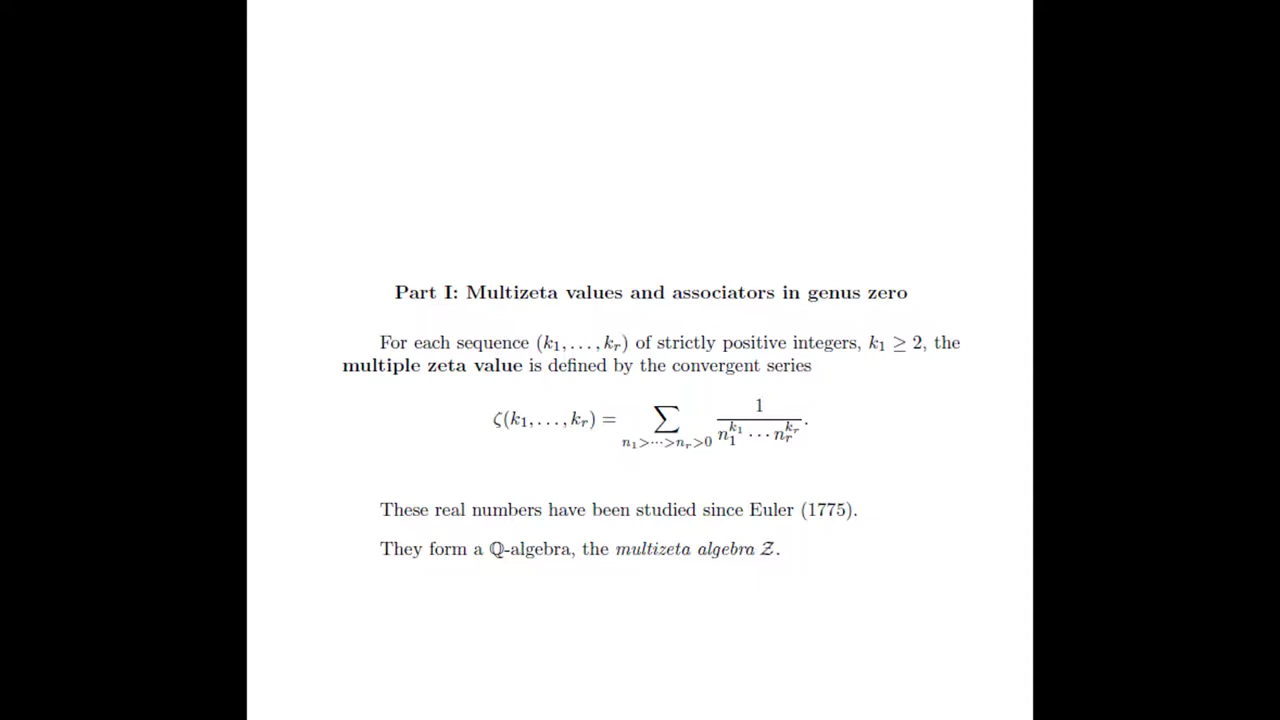 Part I: Multizeta values and associators in genus zero
For each sequence (k₁, . . . , kᵣ) of strictly positive integers, k₁ ≥ 2, the
multiple zeta value is defined by the convergent series
ζ(k₁, . . . , kᵣ) = ∑_{n₁>···>nᵣ>0} 1 / (n₁^{k₁} ··· nᵣ^{kᵣ}).
These real numbers have been studied since Euler (1775).
They form a ℚ-algebra, the multizeta algebra 𝒵.